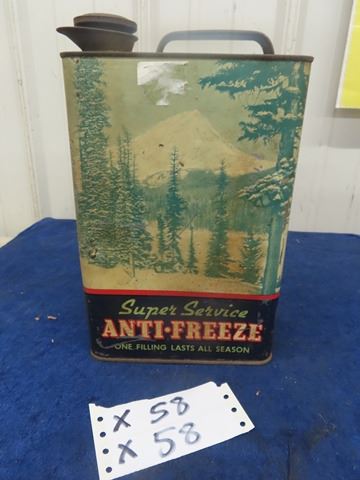 Super Service
ANTI-FREEZE
ONE FILLING LASTS ALL SEASON
X 58
X 58